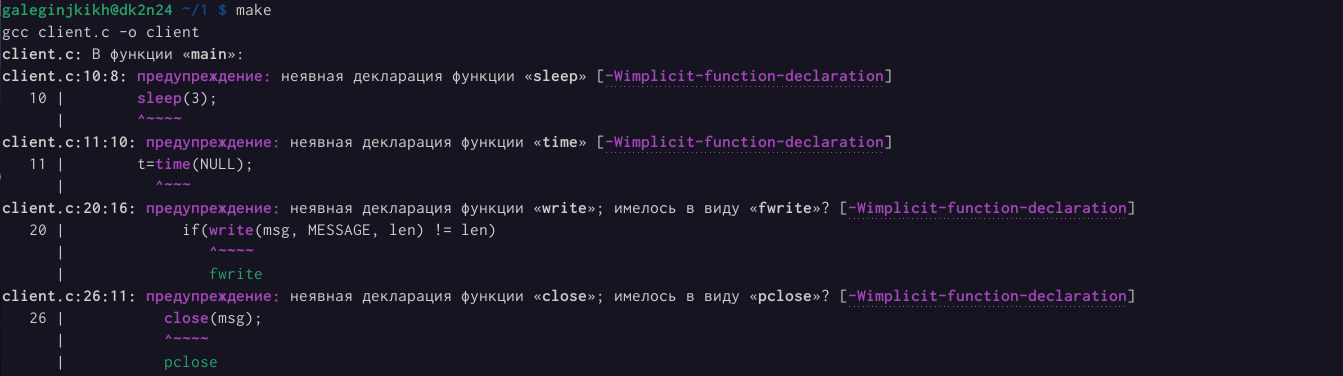 galeginjkikh@dk2n24 ~/1 $ make
gcc client.c -o client
client.c: В функции «main»:
client.c:10:8: предупреждение: неявная декларация функции «sleep» [-Wimplicit-function-declaration]
   10 |        sleep(3);
      |        ^~~~~
client.c:11:10: предупреждение: неявная декларация функции «time» [-Wimplicit-function-declaration]
   11 |        t=time(NULL);
      |          ^~~~
client.c:20:16: предупреждение: неявная декларация функции «write»; имелось в виду «fwrite»? [-Wimplicit-function-declaration]
   20 |             if(write(msg, MESSAGE, len) != len)
      |                ^~~~~
      |                fwrite
client.c:26:11: предупреждение: неявная декларация функции «close»; имелось в виду «pclose»? [-Wimplicit-function-declaration]
   26 |           close(msg);
      |           ^~~~~
      |           pclose